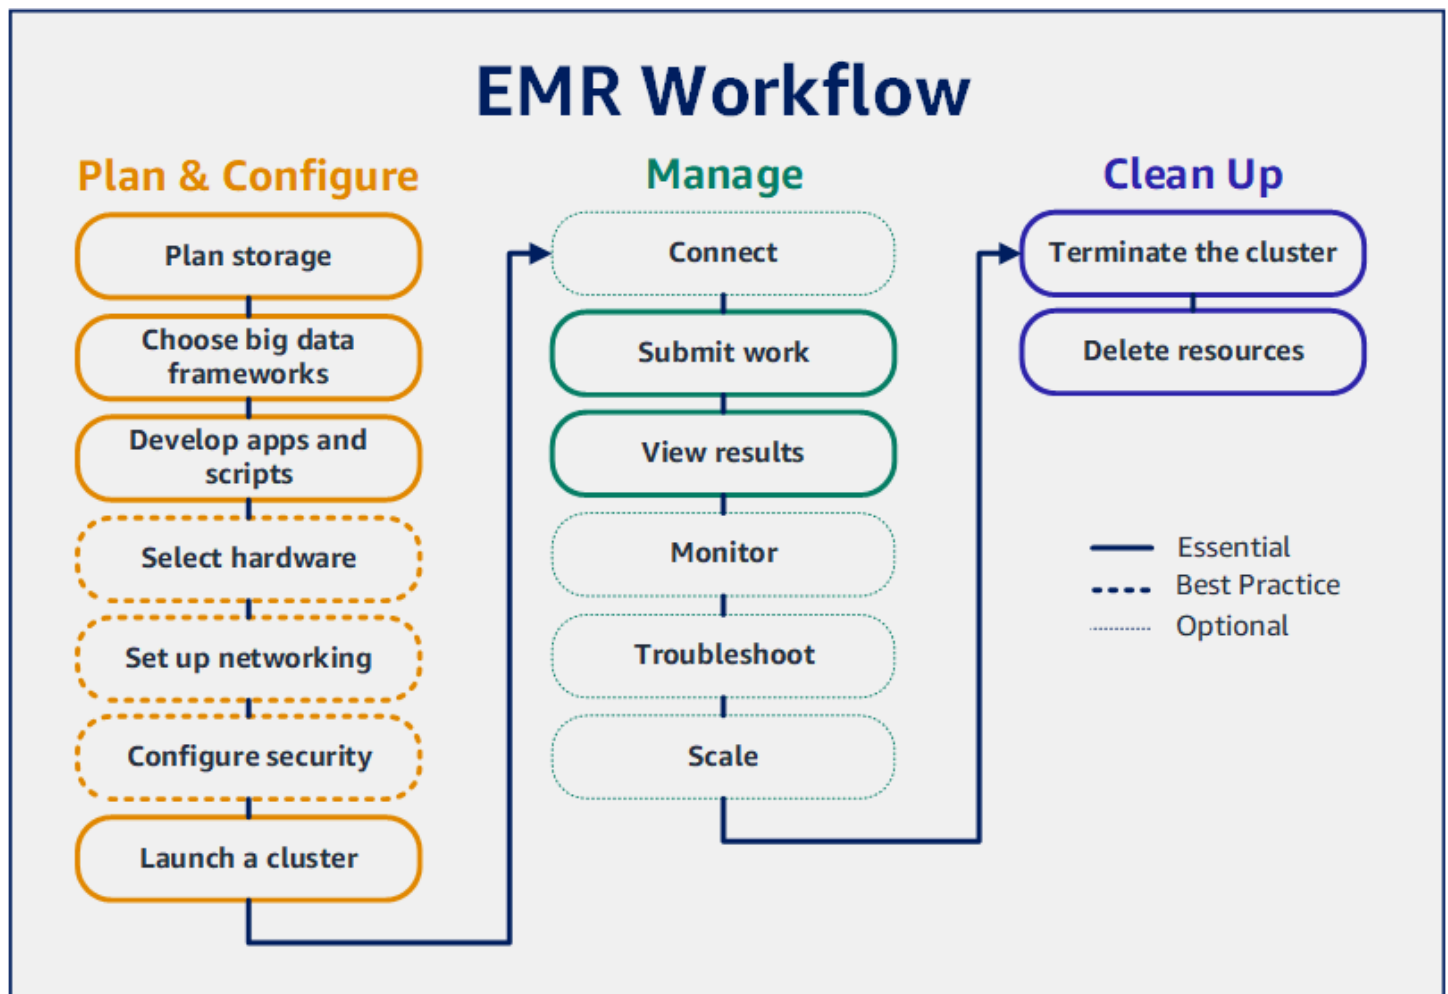 EMR Workflow
Plan & Configure
Plan storage
Choose big data
frameworks
Develop apps and
scripts
Select hardware
Set up networking
Configure security
Launch a cluster
Manage
Connect
Submit work
View results
Monitor
Troubleshoot
Scale
Clean Up
Terminate the cluster
Delete resources
Essential
Best Practice
Optional